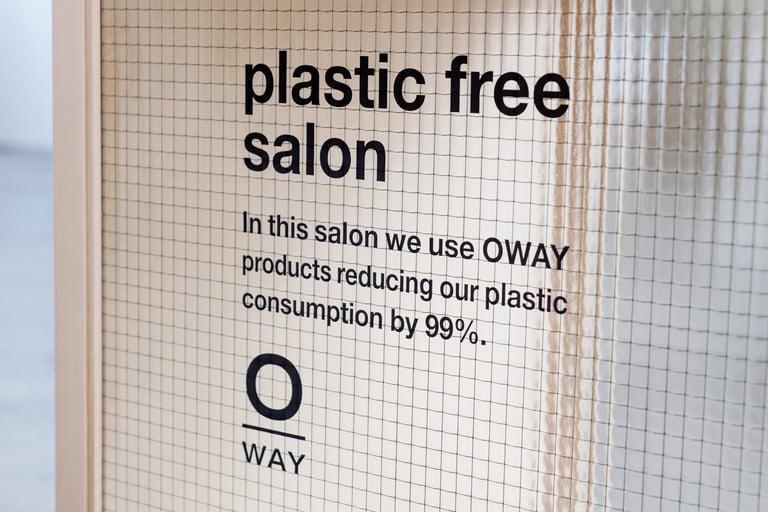 plastic free
salon
In this salon we use OWAY
products reducing our plastic
consumption by 99%.
O
WAY